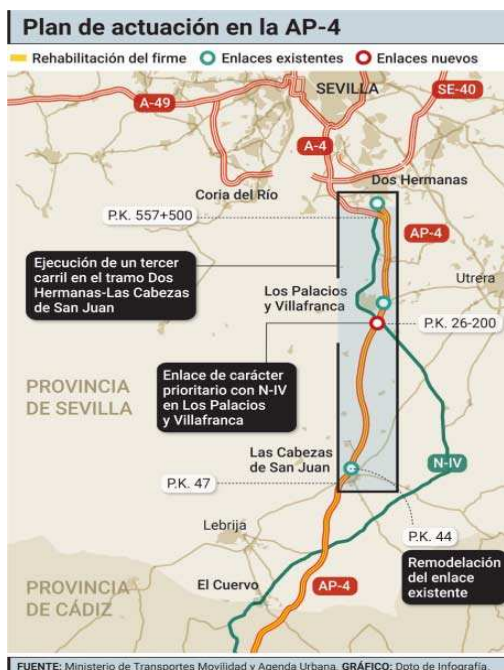 Plan de actuación en la AP-4
Rehabilitación del firme
Enlaces existentes
Enlaces nuevos
SEVILLA
SE-40
A-49
A-4
Coria del Río
Dos Hermanas
P.K. 557+500
AP-4
Ejecución de un tercer
carril en el tramo Dos
Hermanas-Las Cabezas
de San Juan
Utrera
Los Palacios
y Villafranca
P.K. 26-200
Enlace de carácter
prioritario con N-IV
en Los Palacios
y Villafranca
PROVINCIA
DE SEVILLA
Las Cabezas
de San Juan
N-IV
P.K. 47
Lebrija
P.K. 44
Remodelación
del enlace
existente
PROVINCIA
DE CÁDIZ
El Cuervo
AP-4
FUENTE: Ministerio de Transportes Movilidad y Agenda Urbana. GRÁFICO: Dpto de Infografía.